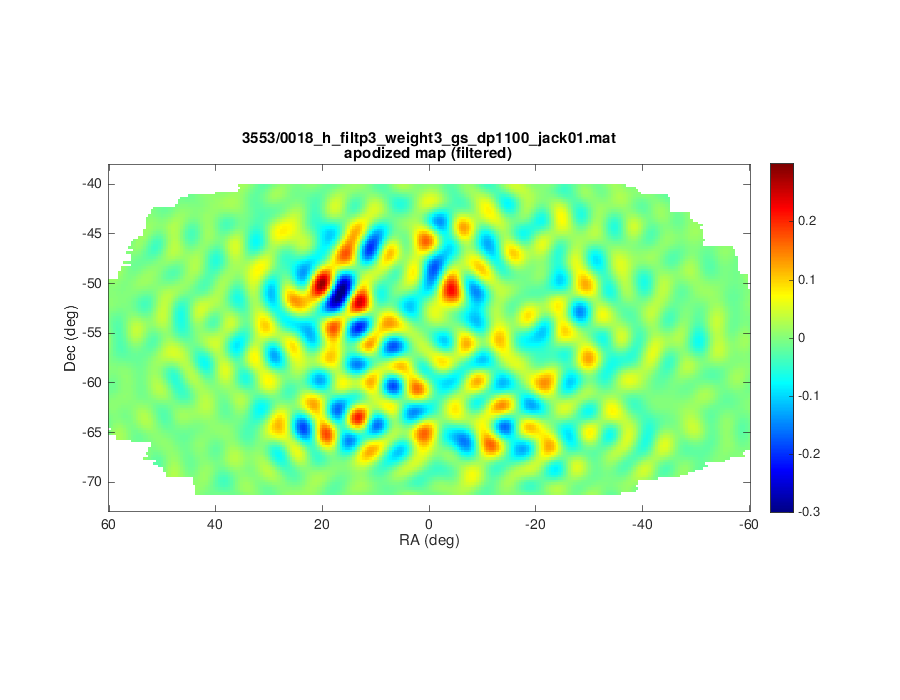 3553/0018_h_filtp3_weight3_gs_dp1100_jack01.mat
apodized map (filtered)
-40
-45
-50
-55
-60
-65
-70
Dec (deg)
60 40 20 0 -20 -40 -60
RA (deg)
0.2
0.1
0
-0.1
-0.2
-0.3